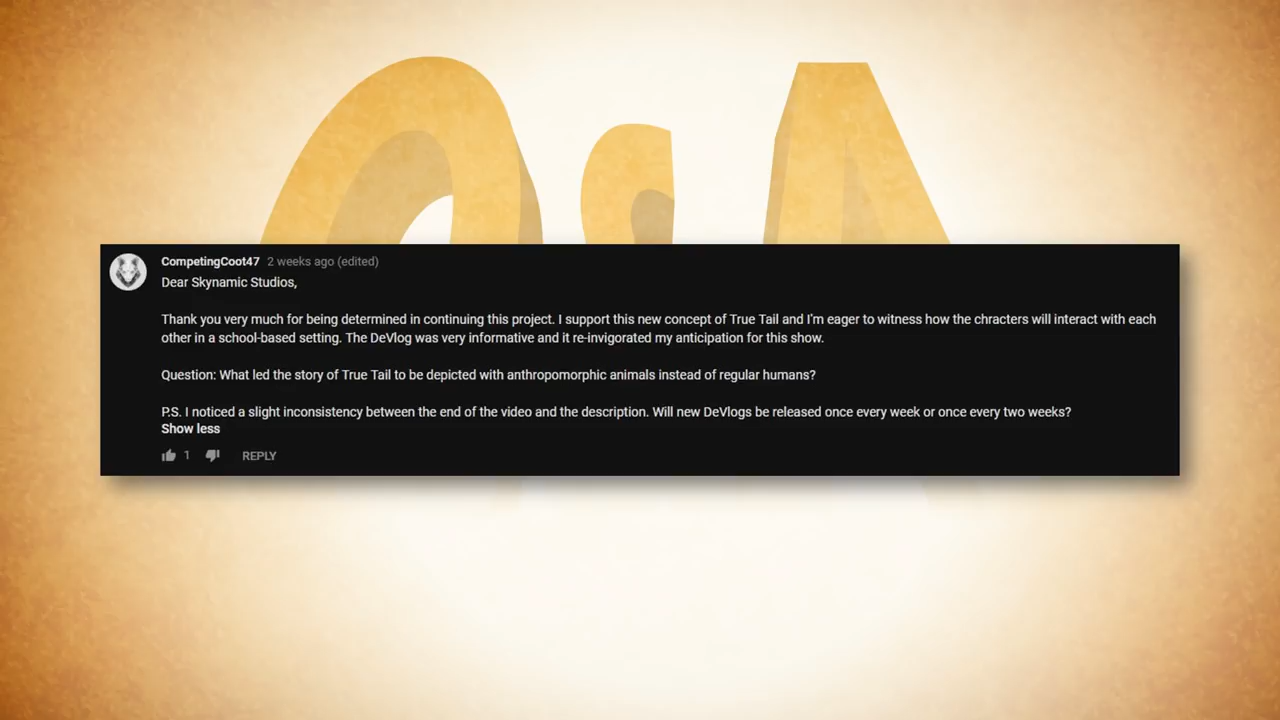 Q&A
CompetingCoot47 2 weeks ago (edited)
Dear Skynamic Studios,
Thank you very much for being determined in continuing this project. I support this new concept of True Tail and I'm eager to witness how the chracters will interact with each
other in a school-based setting. The DeVlog was very informative and it re-invigorated my anticipation for this show.
Question: What led the story of True Tail to be depicted with anthropomorphic animals instead of regular humans?
P.S. I noticed a slight inconsistency between the end of the video and the description. Will new DeVlogs be released once every week or once every two weeks?
Show less
1 REPLY